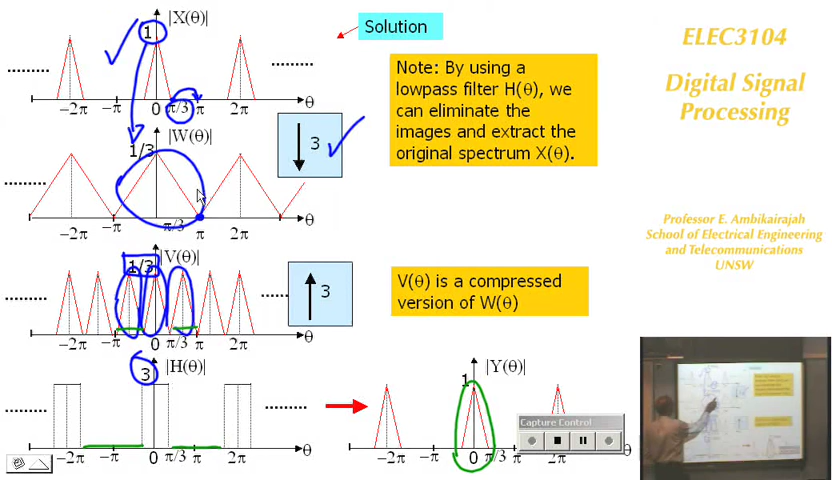 |X(θ)|
1
Solution
ELEC3104
Digital Signal
Processing
Note: By using a
lowpass filter H(θ), we
can eliminate the
images and extract the
original spectrum X(θ).
−2π −π 0 π/3 π 2π θ
|W(θ)|
1/3
3
−2π −π π/3 π 2π θ
Professor E. Ambikairajah
School of Electrical Engineering
and Telecommunications
UNSW
|V(θ)|
1/3
3
V(θ) is a compressed
version of W(θ)
−2π −π 0 π/3 π 2π θ
|H(θ)|
3
|Y(θ)|
1
Capture Control
−2π −π 0 π/3 π 2π θ
−2π −π 0 π/3 π 2π θ